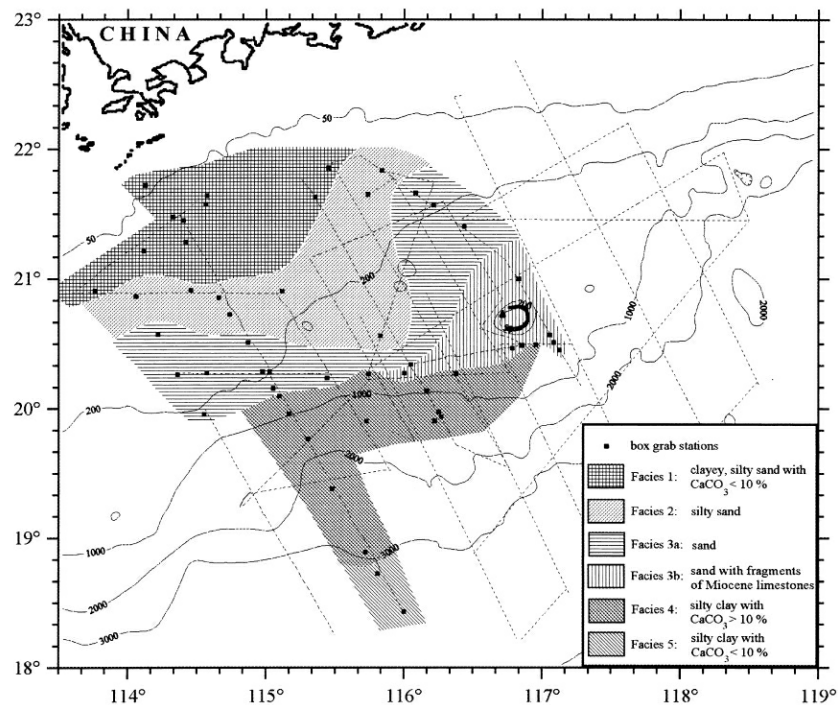 23°
CHINA
50
22°
50
21°
200
200
1000
2000
2000
200
20°
1000
2000
19°
1000
3000
2000
3000
18°
114°
115°
116°
117°
118°
119°
box grab stations
Facies 1: clayey, silty sand with
CaCO3 < 10 %
Facies 2: silty sand
Facies 3a: sand
Facies 3b: sand with fragments
of Miocene limestones
Facies 4: silty clay with
CaCO3 > 10 %
Facies 5: silty clay with
CaCO3 < 10 %